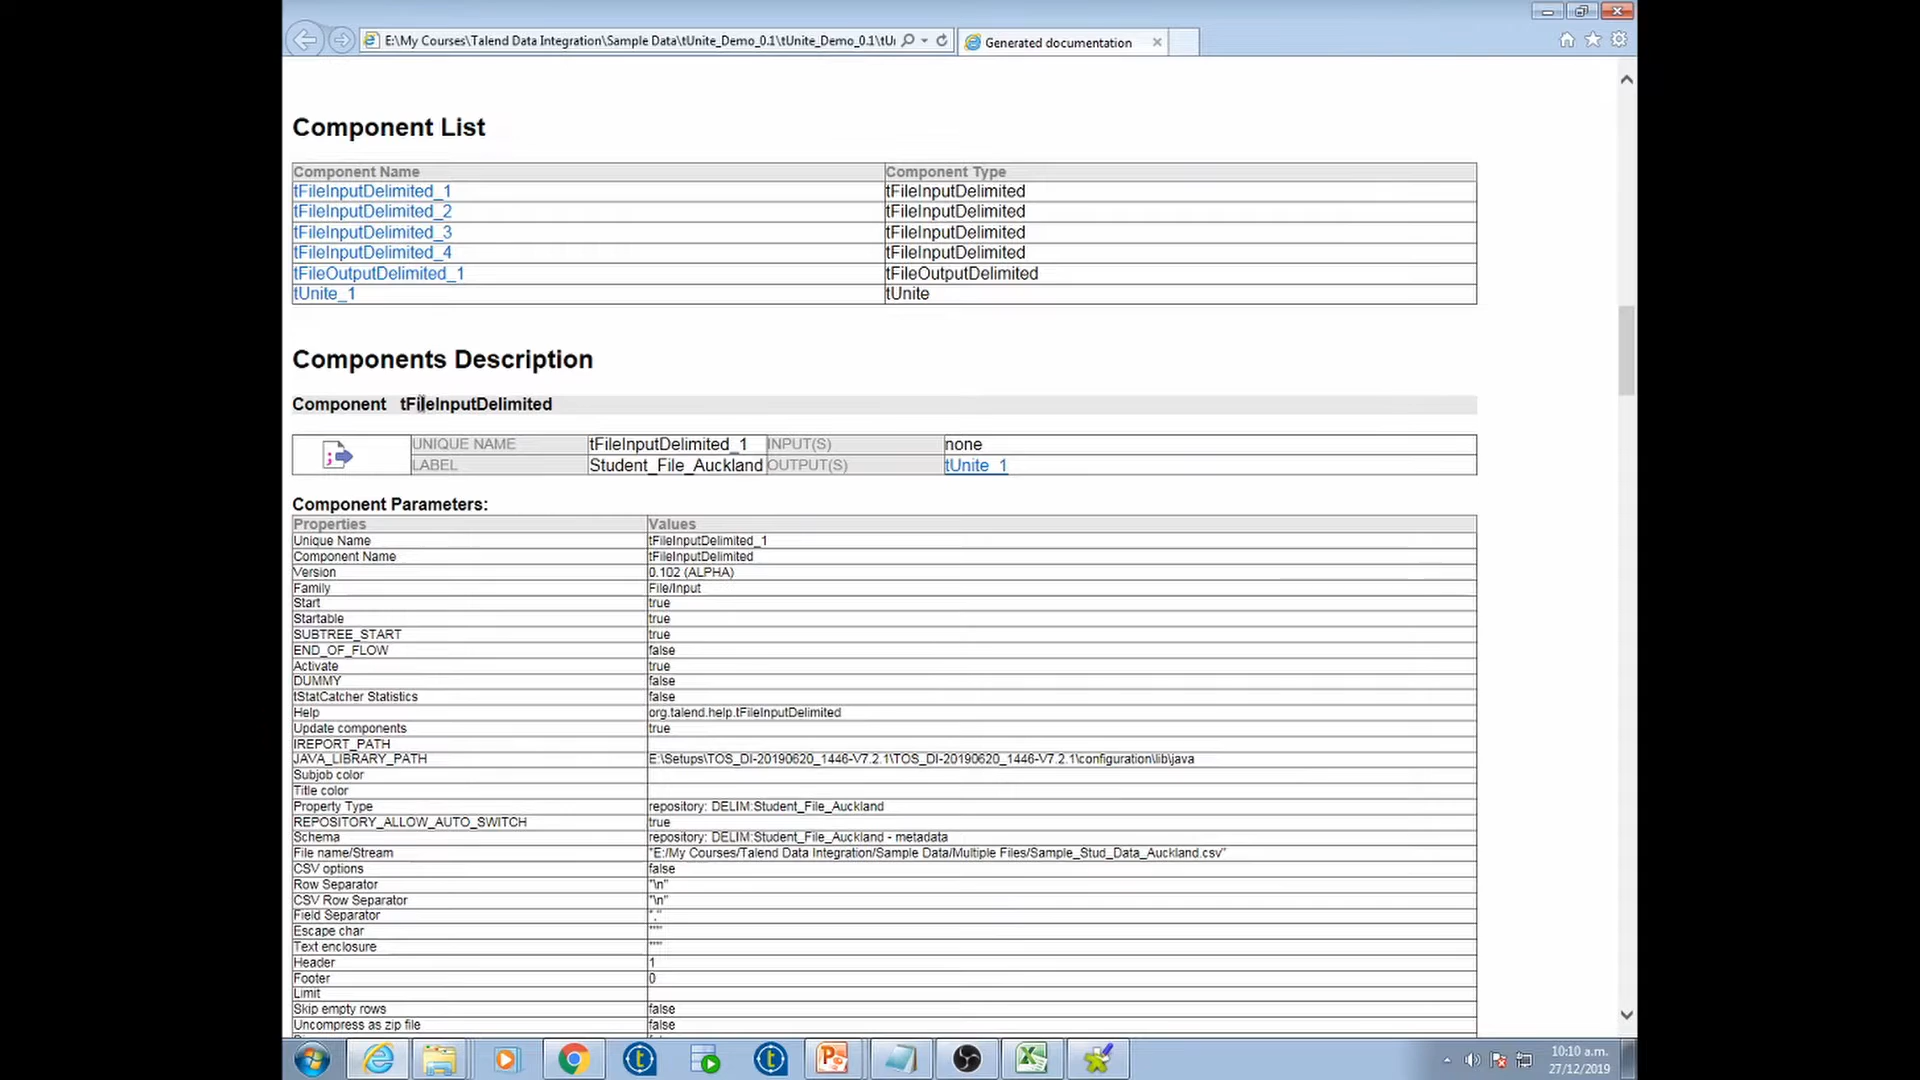 E:\My Courses\Talend Data Integration\Sample Data\tUnite_Demo_0.1\tUnite_Demo_0.1\tUi
Generated documentation
Component List
Component Name Component Type
tFileInputDelimited_1 tFileInputDelimited
tFileInputDelimited_2 tFileInputDelimited
tFileInputDelimited_3 tFileInputDelimited
tFileInputDelimited_4 tFileInputDelimited
tFileOutputDelimited_1 tFileOutputDelimited
tUnite_1 tUnite
Components Description
Component tFileInputDelimited
UNIQUE NAME tFileInputDelimited_1 INPUT(S) none
LABEL Student_File_Auckland OUTPUT(S) tUnite_1
Component Parameters:
Properties Values
Unique Name tFileInputDelimited_1
Component Name tFileInputDelimited
Version 0.102 (ALPHA)
Family File/Input
Start true
Startable true
SUBTREE_START true
END_OF_FLOW false
Activate true
DUMMY false
tStatCatcher Statistics false
Help org.talend.help.tFileInputDelimited
Update components true
IREPORT_PATH
JAVA_LIBRARY_PATH E:\Setups\TOS_DI-20190620_1446-V7.2.1\TOS_DI-20190620_1446-V7.2.1\configuration\lib\java
Subjob color
Title color
Property Type repository: DELIM:Student_File_Auckland
REPOSITORY_ALLOW_AUTO_SWITCH true
Schema repository: DELIM:Student_File_Auckland - metadata
File name/Stream "E:/My Courses/Talend Data Integration/Sample Data/Multiple Files/Sample_Stud_Data_Auckland.csv"
CSV options false
Row Separator "\n"
CSV Row Separator "\n"
Field Separator ","
Escape char """
Text enclosure """
Header 1
Footer 0
Limit
Skip empty rows false
Uncompress as zip file false
10:10 a.m.
27/12/2019